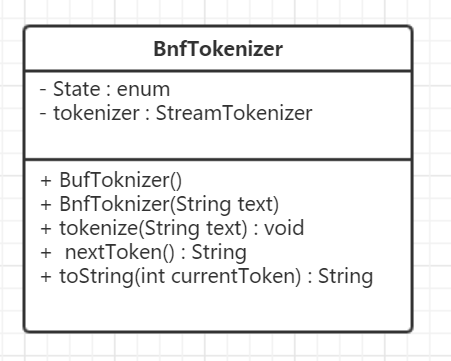 BnfTokenizer
- State : enum
- tokenizer : StreamTokenizer
+ BufToknizer()
+ BnfToknizer(String text)
+ tokenize(String text) : void
+ nextToken() : String
+ toString(int currentToken) : String